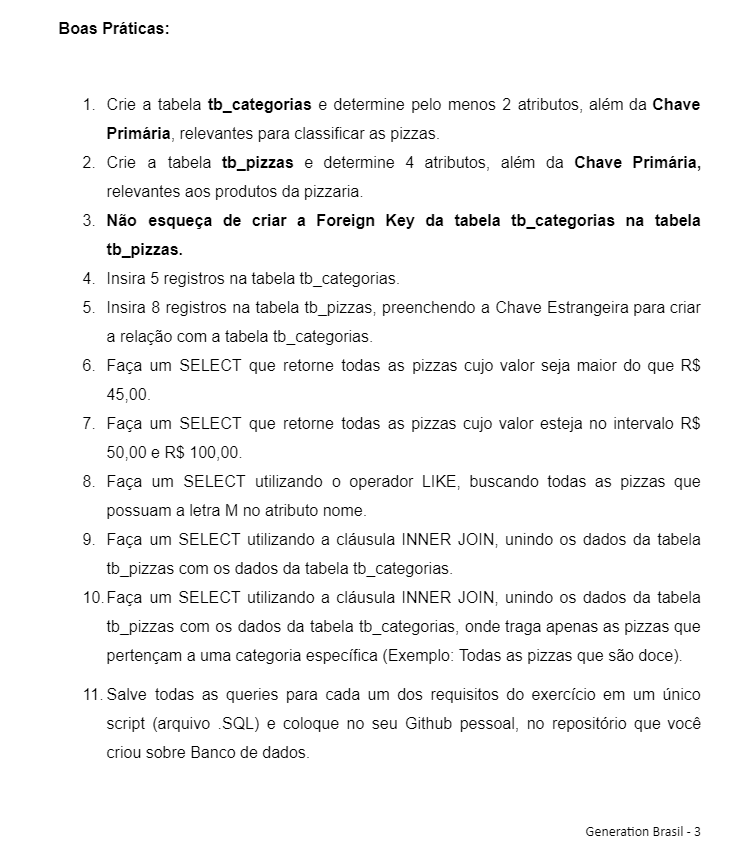 Boas Práticas:
1. Crie a tabela tb_categorias e determine pelo menos 2 atributos, além da Chave
Primária, relevantes para classificar as pizzas.
2. Crie a tabela tb_pizzas e determine 4 atributos, além da Chave Primária,
relevantes aos produtos da pizzaria.
3. Não esqueça de criar a Foreign Key da tabela tb_categorias na tabela
tb_pizzas.
4. Insira 5 registros na tabela tb_categorias.
5. Insira 8 registros na tabela tb_pizzas, preenchendo a Chave Estrangeira para criar
a relação com a tabela tb_categorias.
6. Faça um SELECT que retorne todas as pizzas cujo valor seja maior do que R$
45,00.
7. Faça um SELECT que retorne todas as pizzas cujo valor esteja no intervalo R$
50,00 e R$ 100,00.
8. Faça um SELECT utilizando o operador LIKE, buscando todas as pizzas que
possuam a letra M no atributo nome.
9. Faça um SELECT utilizando a cláusula INNER JOIN, unindo os dados da tabela
tb_pizzas com os dados da tabela tb_categorias.
10. Faça um SELECT utilizando a cláusula INNER JOIN, unindo os dados da tabela
tb_pizzas com os dados da tabela tb_categorias, onde traga apenas as pizzas que
pertençam a uma categoria específica (Exemplo: Todas as pizzas que são doce).
11. Salve todas as queries para cada um dos requisitos do exercício em um único
script (arquivo .SQL) e coloque no seu Github pessoal, no repositório que você
criou sobre Banco de dados.
Generation Brasil - 3